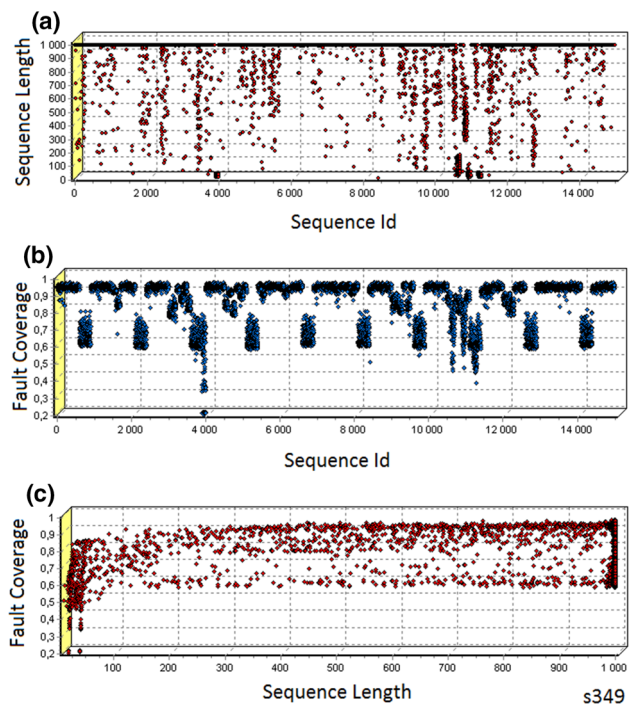 (a)
Sequence Length
1 000
900
800
700
600
500
400
300
200
100
0
0 2 000 4 000 6 000 8 000 10 000 12 000 14 000
Sequence Id
(b)
Fault Coverage
1
0,9
0,8
0,7
0,6
0,5
0,4
0,3
0,2
0 2 000 4 000 6 000 8 000 10 000 12 000 14 000
Sequence Id
(c)
Fault Coverage
1
0,9
0,8
0,7
0,6
0,5
0,4
0,3
0,2
100 200 300 400 500 600 700 800 900 1 000
Sequence Length
s349